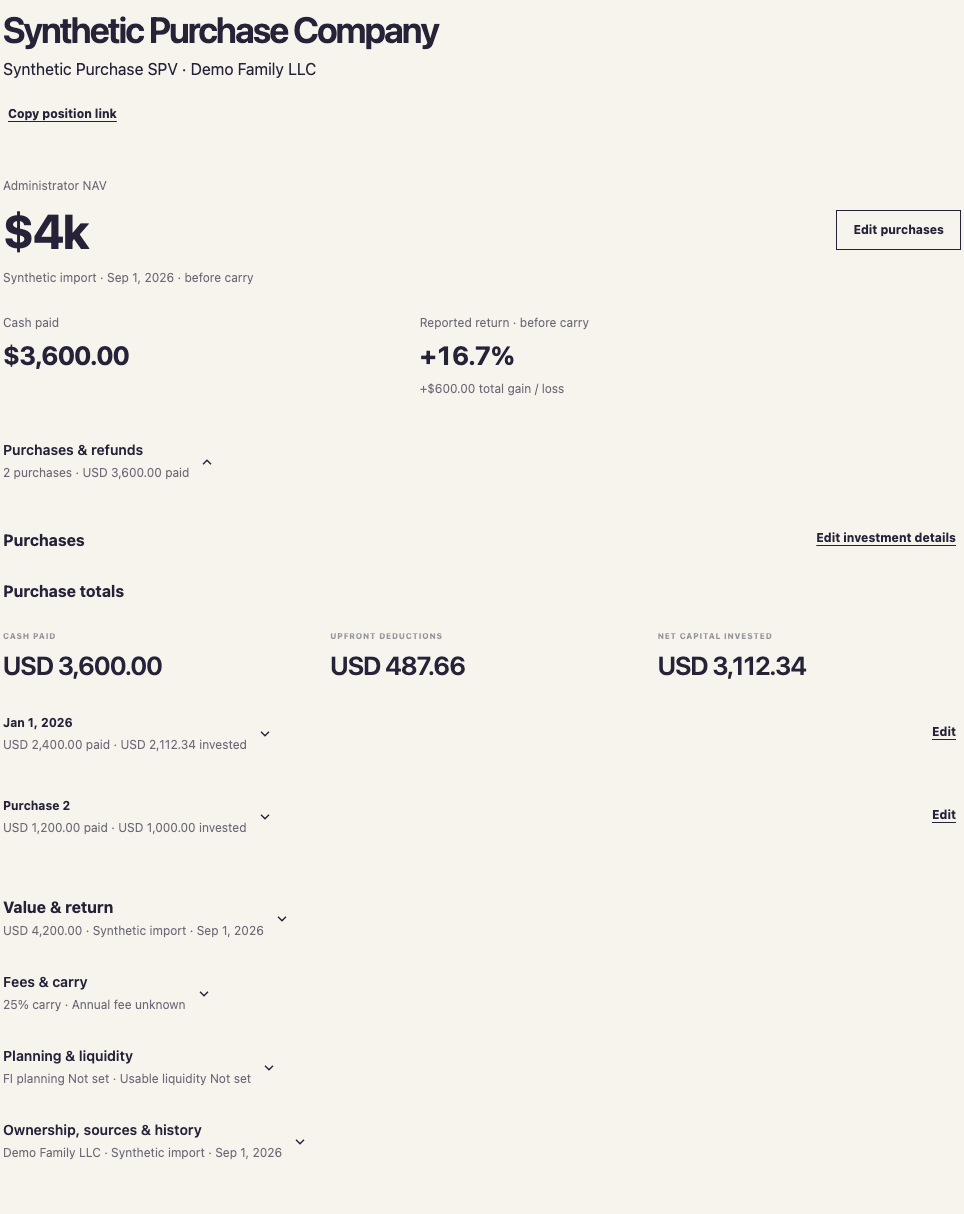 Synthetic Purchase Company
Synthetic Purchase SPV · Demo Family LLC
Copy position link
Administrator NAV
$4k
Edit purchases
Synthetic import · Sep 1, 2026 · before carry
Cash paid
Reported return · before carry
$3,600.00
+16.7%
+$600.00 total gain / loss
Purchases & refunds
2 purchases · USD 3,600.00 paid
Purchases
Edit investment details
Purchase totals
CASH PAID
UPFRONT DEDUCTIONS
NET CAPITAL INVESTED
USD 3,600.00
USD 487.66
USD 3,112.34
Jan 1, 2026
USD 2,400.00 paid · USD 2,112.34 invested
Edit
Purchase 2
USD 1,200.00 paid · USD 1,000.00 invested
Edit
Value & return
USD 4,200.00 · Synthetic import · Sep 1, 2026
Fees & carry
25% carry · Annual fee unknown
Planning & liquidity
FI planning Not set · Usable liquidity Not set
Ownership, sources & history
Demo Family LLC · Synthetic import · Sep 1, 2026